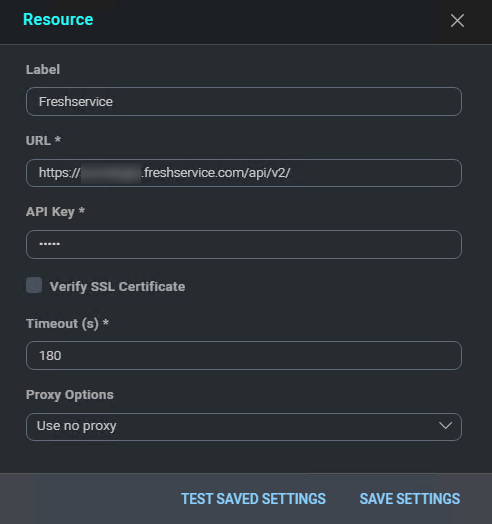 Resource
Label
Freshservice
URL *
https:// .freshservice.com/api/v2/
API Key *
•••••
Verify SSL Certificate
Timeout (s) *
180
Proxy Options
Use no proxy
TEST SAVED SETTINGS SAVE SETTINGS